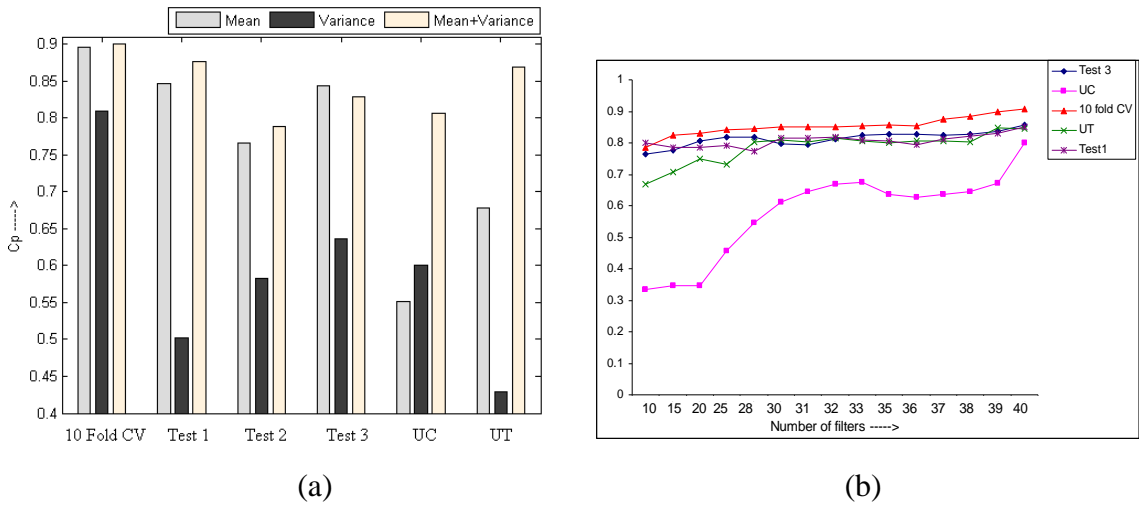 Mean Variance Mean+Variance
0.9
0.85
0.8
0.75
0.7
0.65
0.6
0.55
0.5
0.45
0.4
Cp ----->
10 Fold CV Test 1 Test 2 Test 3 UC UT
(a)
Test 3
UC
10 fold CV
UT
Test1
1
0.9
0.8
0.7
0.6
0.5
0.4
0.3
0.2
0.1
0
10 15 20 25 28 30 31 32 33 35 36 37 38 39 40
Number of filters ----->
(b)